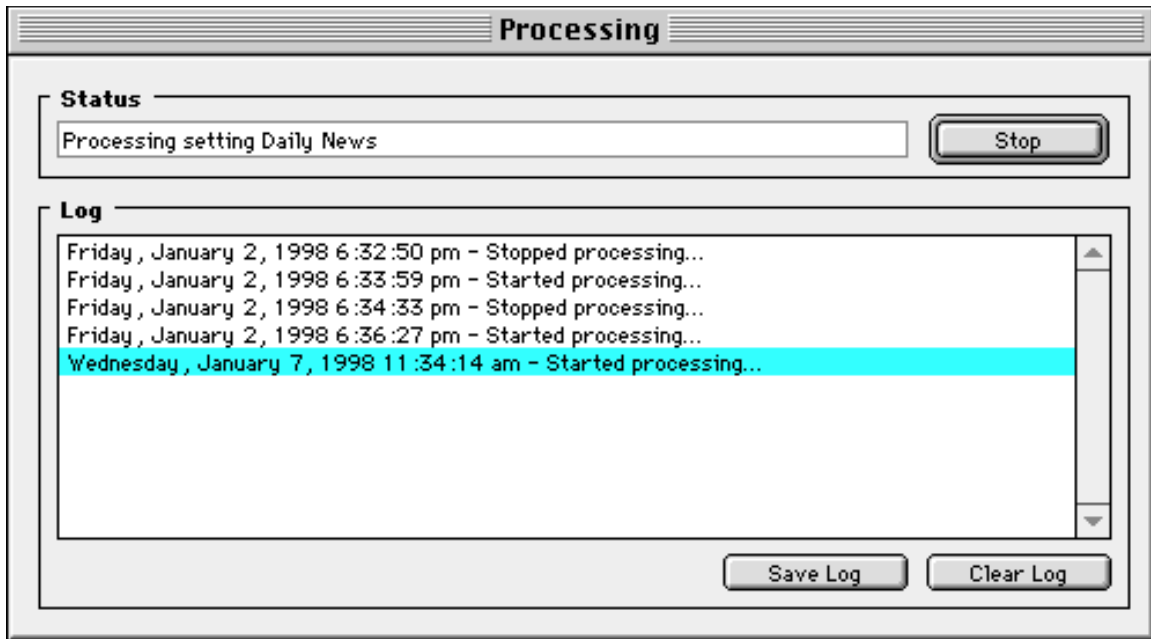 Processing
Status
Processing setting Daily News
Stop
Log
Friday, January 2, 1998 6:32:50 pm - Stopped processing...
Friday, January 2, 1998 6:33:59 pm - Started processing...
Friday, January 2, 1998 6:34:33 pm - Stopped processing...
Friday, January 2, 1998 6:36:27 pm - Started processing...
Wednesday, January 7, 1998 11:34:14 am - Started processing...
Save Log
Clear Log